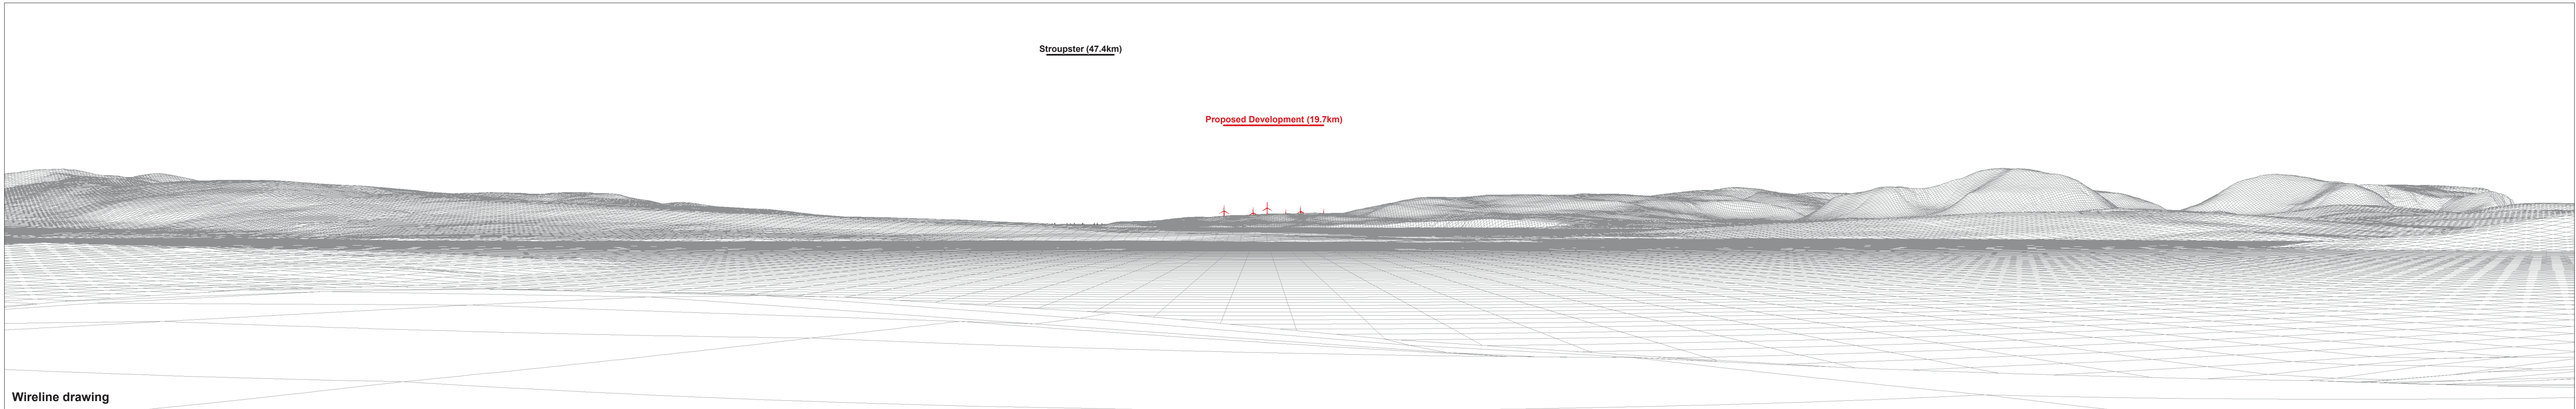 Stroupster (47.4km)
Proposed Development (19.7km)
Wireline drawing